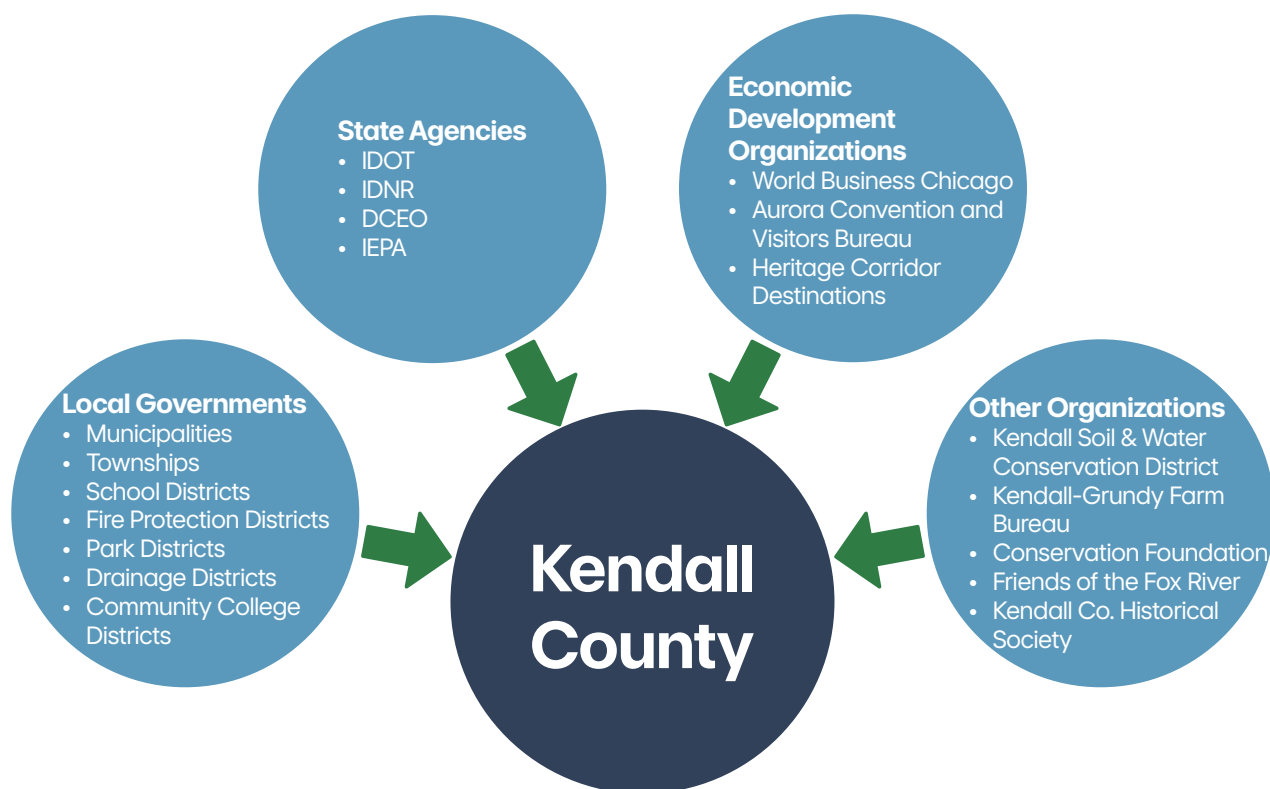 State Agencies
• IDOT
• IDNR
• DCEO
• IEPA
Economic
Development
Organizations
• World Business Chicago
• Aurora Convention and
Visitors Bureau
• Heritage Corridor
Destinations
Local Governments
• Municipalities
• Townships
• School Districts
• Fire Protection Districts
• Park Districts
• Drainage Districts
• Community College
Districts
Other Organizations
• Kendall Soil & Water
Conservation District
• Kendall-Grundy Farm
Bureau
• Conservation Foundation
• Friends of the Fox River
• Kendall Co. Historical
Society
Kendall
County